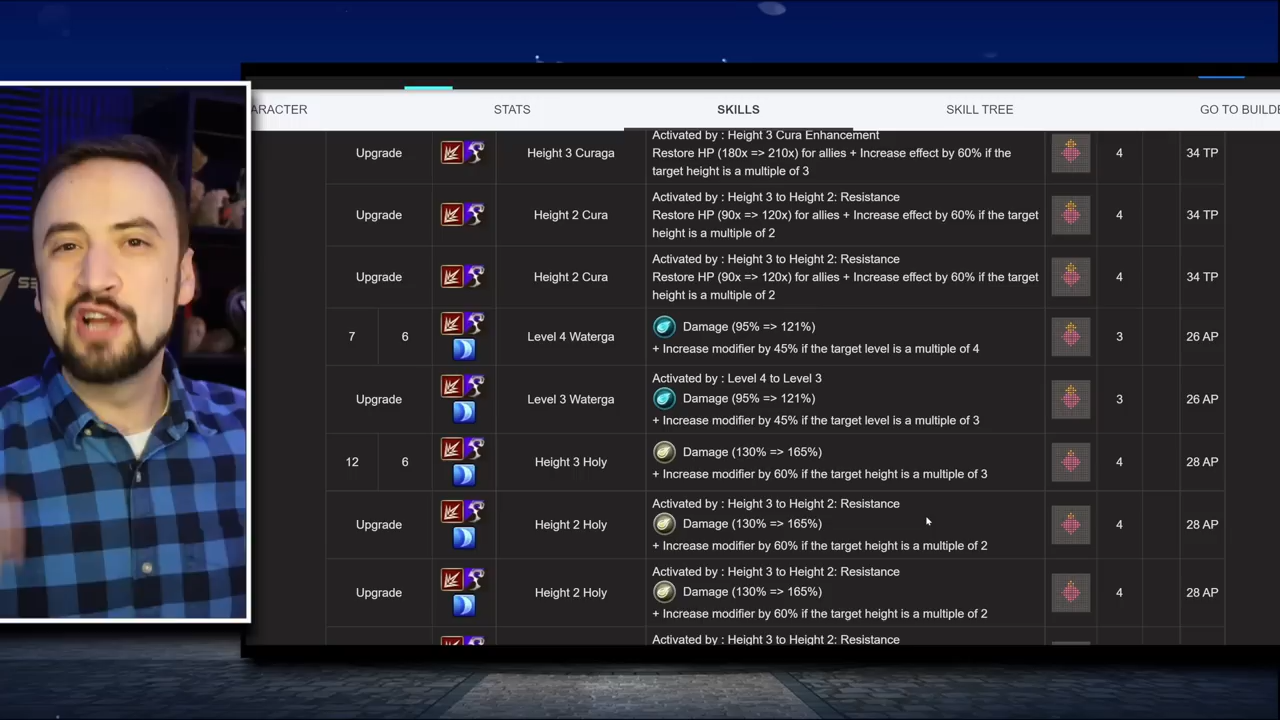 ARACTER STATS SKILLS SKILL TREE GO TO BUILDE
Activated by : Height 3 Cura Enhancement
Upgrade Height 3 Curaga Restore HP (180x => 210x) for allies + Increase effect by 60% if the 4 34 TP
target height is a multiple of 3
Activated by : Height 3 to Height 2: Resistance
Upgrade Height 2 Cura Restore HP (90x => 120x) for allies + Increase effect by 60% if the target 4 34 TP
height is a multiple of 2
Activated by : Height 3 to Height 2: Resistance
Upgrade Height 2 Cura Restore HP (90x => 120x) for allies + Increase effect by 60% if the target 4 34 TP
height is a multiple of 2
Damage (95% => 121%)
7 6 Level 4 Waterga 3 26 AP
+ Increase modifier by 45% if the target level is a multiple of 4
Activated by : Level 4 to Level 3
Upgrade Level 3 Waterga Damage (95% => 121%) 3 26 AP
+ Increase modifier by 45% if the target level is a multiple of 3
Damage (130% => 165%)
12 6 Height 3 Holy 4 28 AP
+ Increase modifier by 60% if the target height is a multiple of 3
Activated by : Height 3 to Height 2: Resistance
Upgrade Height 2 Holy Damage (130% => 165%) 4 28 AP
+ Increase modifier by 60% if the target height is a multiple of 2
Activated by : Height 3 to Height 2: Resistance
Upgrade Height 2 Holy Damage (130% => 165%) 4 28 AP
+ Increase modifier by 60% if the target height is a multiple of 2
Activated by : Height 3 to Height 2: Resistance